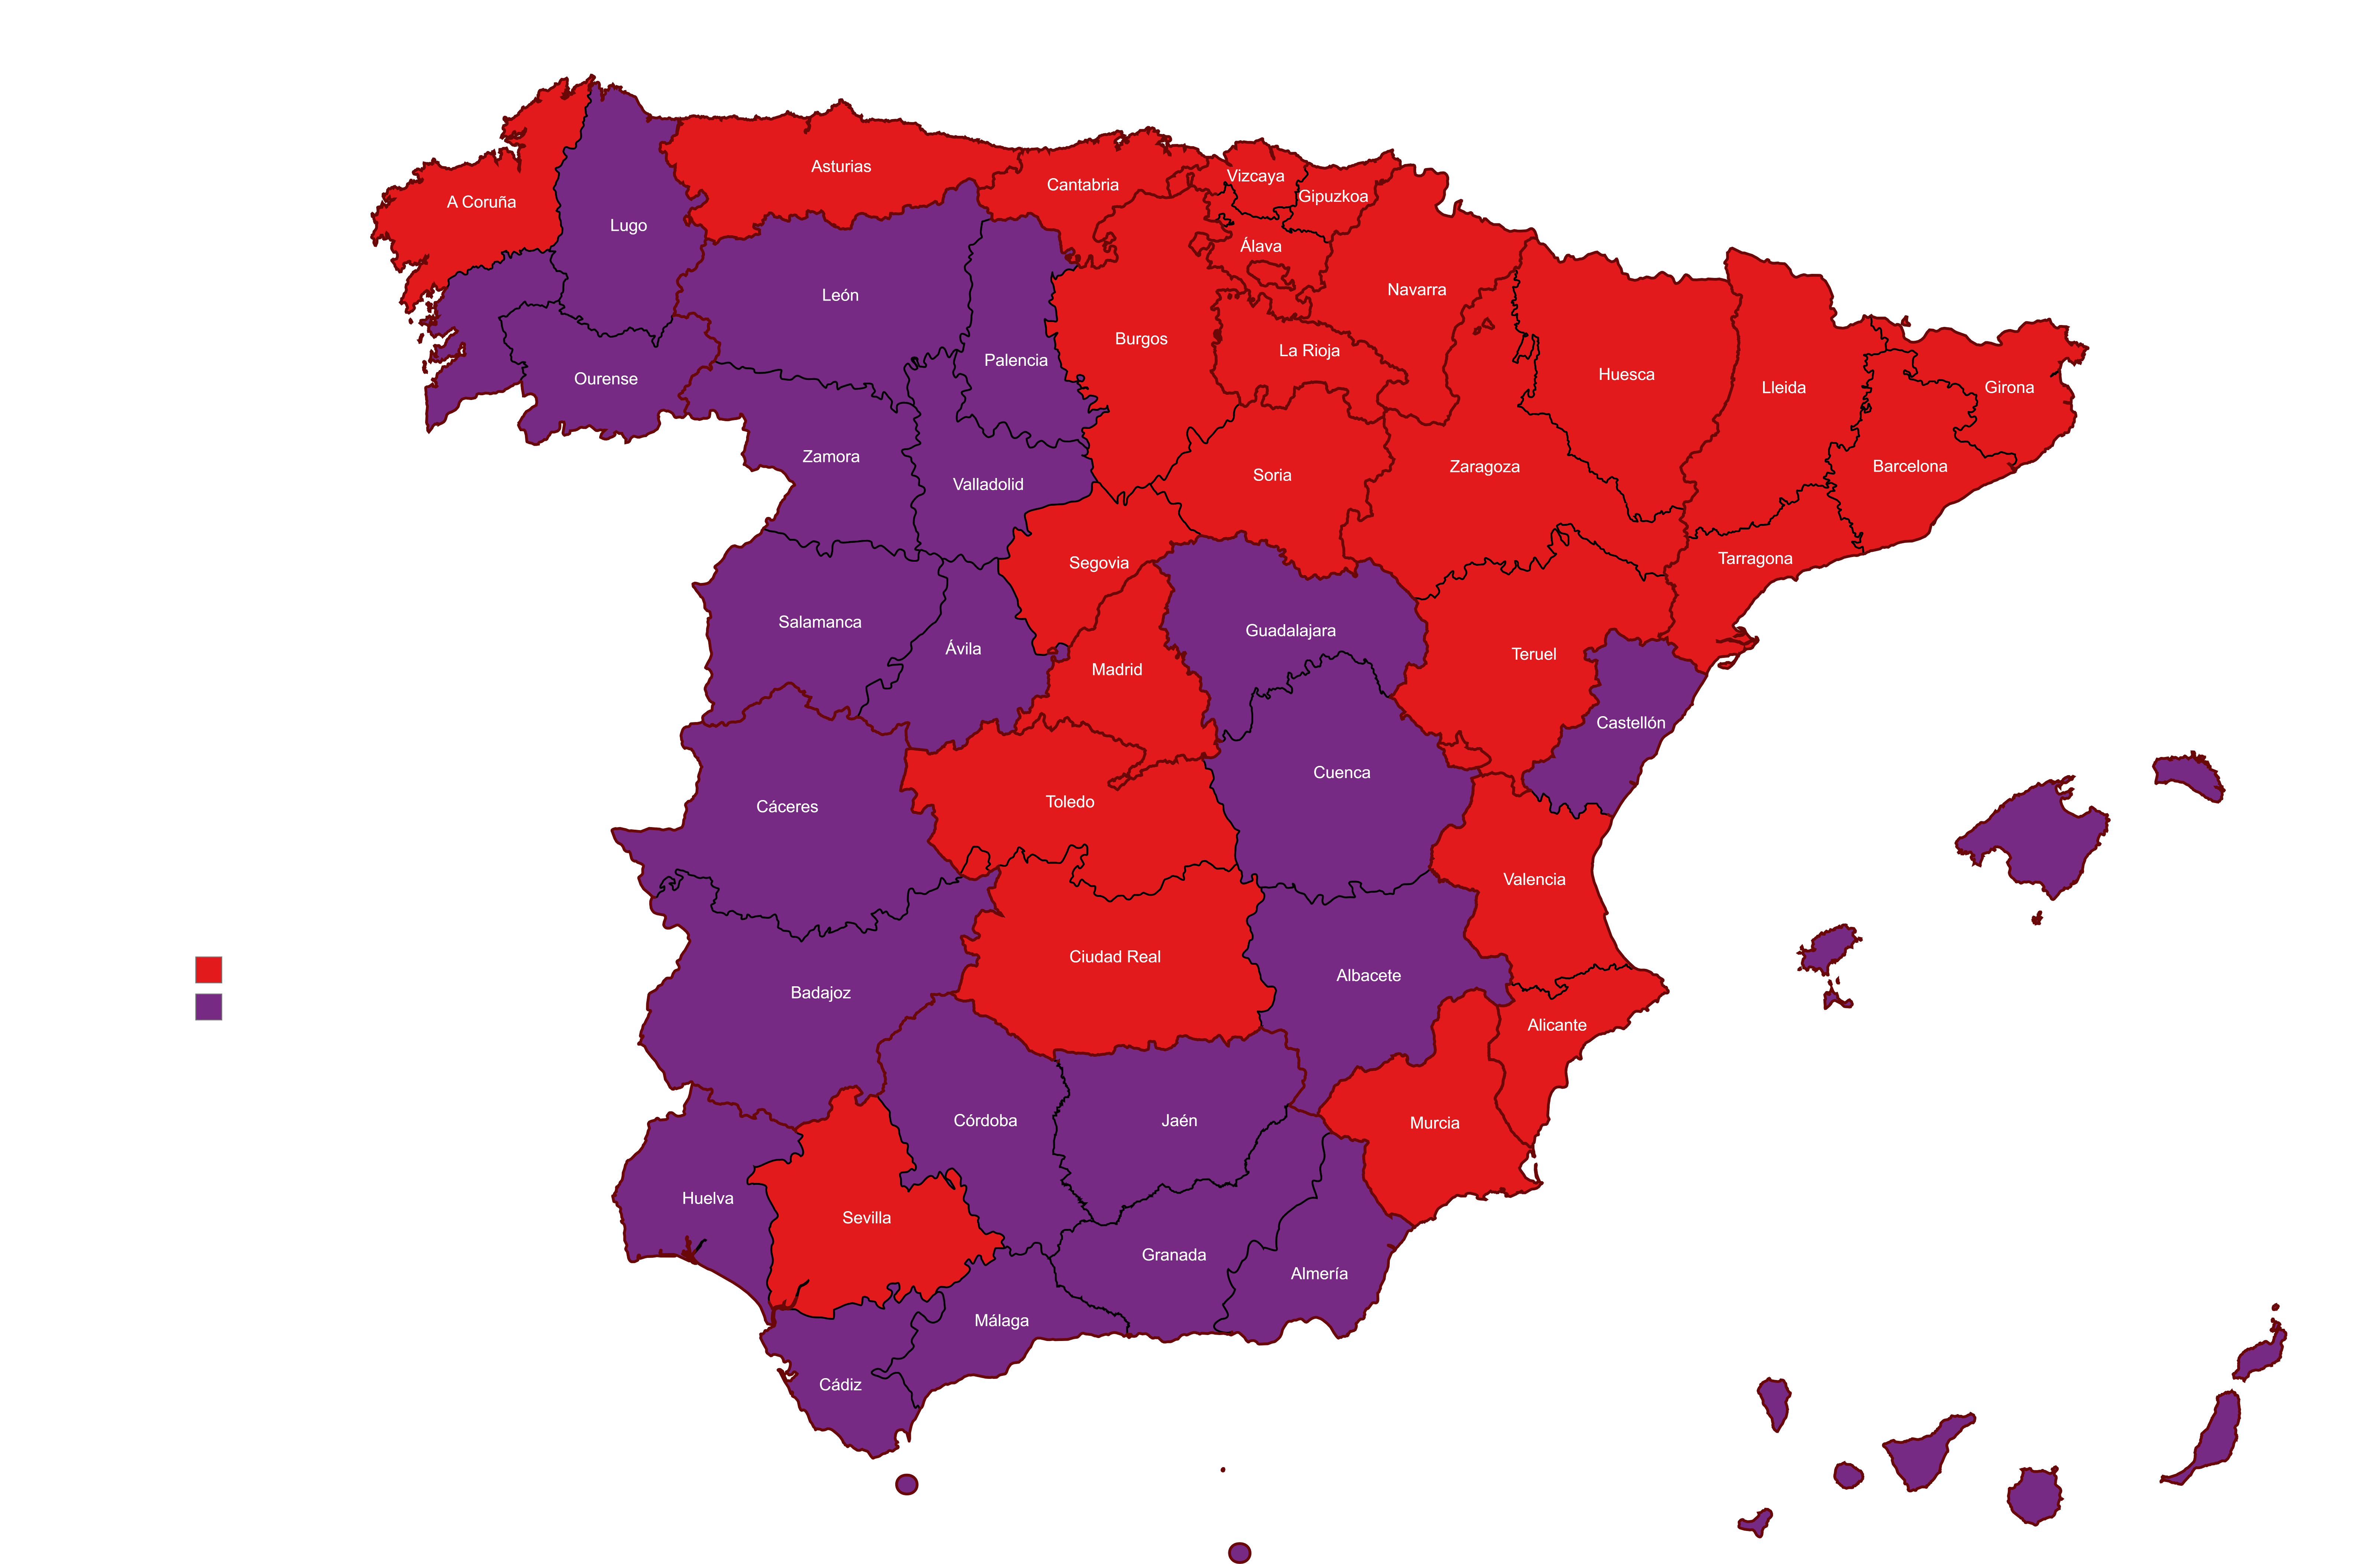 Asturias
Cantabria
Vizcaya
Gipuzkoa
A Coruña
Lugo
Álava
Navarra
León
Burgos
La Rioja
Palencia
Huesca
Ourense
Lleida
Girona
Zamora
Valladolid
Soria
Zaragoza
Barcelona
Segovia
Tarragona
Salamanca
Guadalajara
Ávila
Madrid
Teruel
Castellón
Cuenca
Cáceres
Toledo
Valencia
Ciudad Real
Albacete
Badajoz
Alicante
Córdoba
Jaén
Murcia
Huelva
Sevilla
Granada
Almería
Málaga
Cádiz